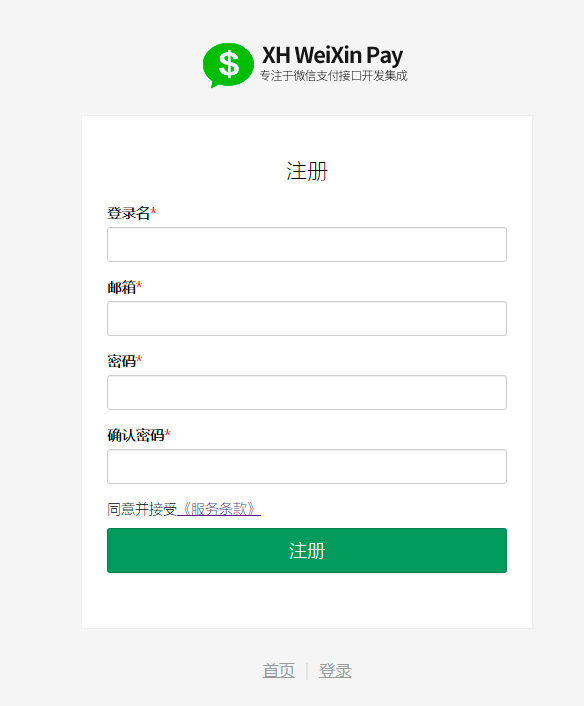 XH WeiXin Pay
专注于微信支付接口开发集成
注册
登录名*
邮箱*
密码*
确认密码*
同意并接受《服务条款》
注册
首页 | 登录